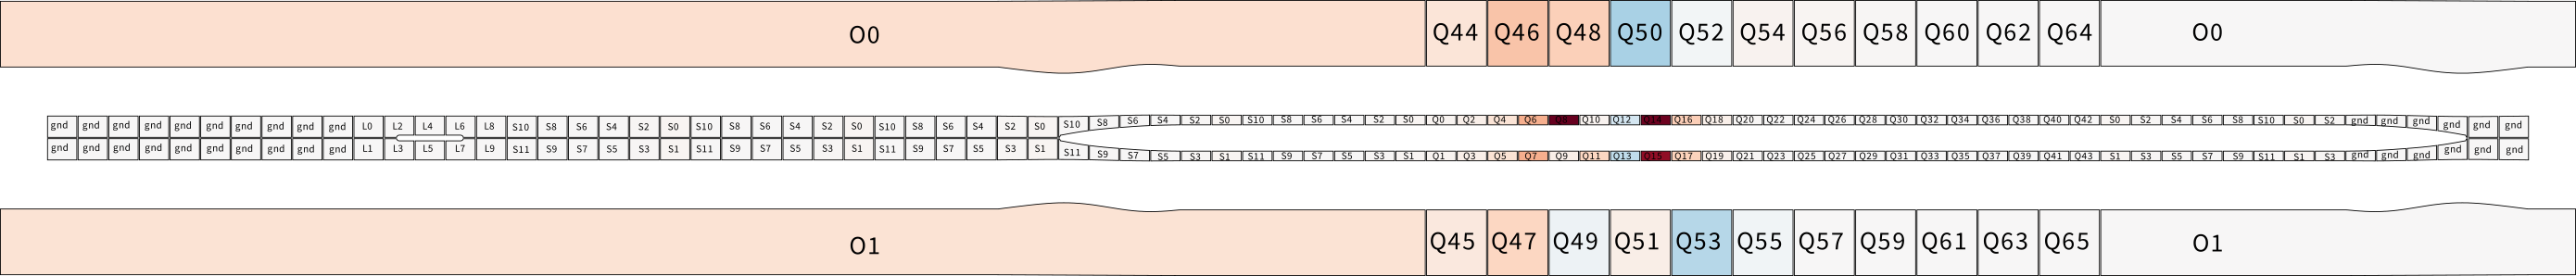 O0 Q44 Q46 Q48 Q50 Q52 Q54 Q56 Q58 Q60 Q62 Q64 O0
gnd gnd gnd gnd gnd gnd gnd gnd gnd gnd L0 L2 L4 L6 L8 S10 S8 S6 S4 S2 S0 S10 S8 S6 S4 S2 S0 S10 S8 S6 S4 S2 S0 S10 S8 S6 S4 S2 S0 S10 S8 S6 S4 S2 S0 Q0 Q2 Q4 Q6 Q8 Q10 Q12 Q14 Q16 Q18 Q20 Q22 Q24 Q26 Q28 Q30 Q32 Q34 Q36 Q38 Q40 Q42 S0 S2 S4 S6 S8 S10 S0 S2 gnd gnd gnd gnd gnd gnd
gnd gnd gnd gnd gnd gnd gnd gnd gnd gnd L1 L3 L5 L7 L9 S11 S9 S7 S5 S3 S1 S11 S9 S7 S5 S3 S1 S11 S9 S7 S5 S3 S1 S11 S9 S7 S5 S3 S1 S11 S9 S7 S5 S3 S1 Q1 Q3 Q5 Q7 Q9 Q11 Q13 Q15 Q17 Q19 Q21 Q23 Q25 Q27 Q29 Q31 Q33 Q35 Q37 Q39 Q41 Q43 S1 S3 S5 S7 S9 S11 S1 S3 gnd gnd gnd gnd gnd gnd
O1 Q45 Q47 Q49 Q51 Q53 Q55 Q57 Q59 Q61 Q63 Q65 O1